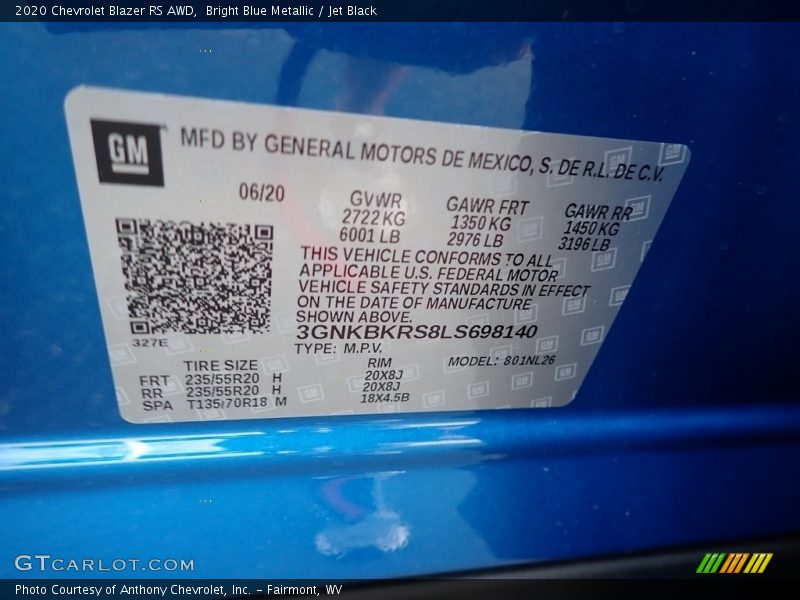 2020 Chevrolet Blazer RS AWD,  Bright Blue Metallic / Jet Black
GM MFD BY GENERAL MOTORS DE MEXICO, S. DE R.L. DE C.V.
06/20 GVWR GAWR FRT GAWR RR
2722 KG 1350 KG 1450 KG
6001 LB 2976 LB 3196 LB
THIS VEHICLE CONFORMS TO ALL
APPLICABLE U.S. FEDERAL MOTOR
VEHICLE SAFETY STANDARDS IN EFFECT
ON THE DATE OF MANUFACTURE
SHOWN ABOVE.
327E 3GNKBKRS8LS698140
TYPE: M.P.V. MODEL: 801NL26
TIRE SIZE RIM
FRT 235/55R20 H 20X8J
RR 235/55R20 H 20X8J
SPA T135/70R18 M 18X4.5B
GTCARLOT.COM
Photo Courtesy of Anthony Chevrolet, Inc. – Fairmont, WV